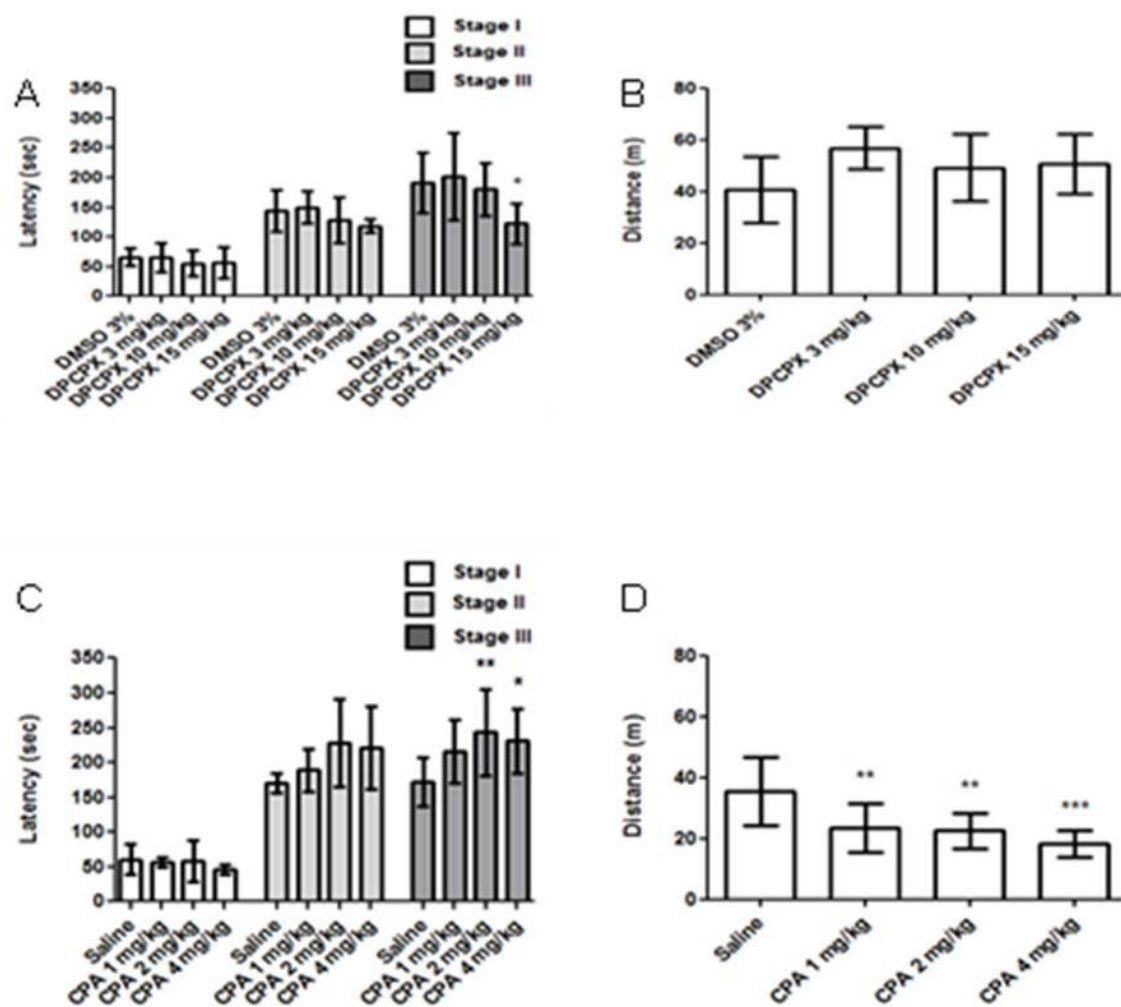 Stage I
Stage II
Stage III
A
Latency (sec)
350
300
250
200
150
100
50
0
*
DMSO 3%
DPCPX 3 mg/kg
DPCPX 10 mg/kg
DPCPX 15 mg/kg
DMSO 3%
DPCPX 3 mg/kg
DPCPX 10 mg/kg
DPCPX 15 mg/kg
DMSO 3%
DPCPX 3 mg/kg
DPCPX 10 mg/kg
DPCPX 15 mg/kg
B
Distance (m)
80
60
40
20
0
DMSO 3%
DPCPX 3 mg/kg
DPCPX 10 mg/kg
DPCPX 15 mg/kg
Stage I
Stage II
Stage III
C
Latency (sec)
350
300
250
200
150
100
50
0
** *
Saline
CPA 1 mg/kg
CPA 2 mg/kg
CPA 4 mg/kg
Saline
CPA 1 mg/kg
CPA 2 mg/kg
CPA 4 mg/kg
Saline
CPA 1 mg/kg
CPA 2 mg/kg
CPA 4 mg/kg
D
Distance (m)
80
60
40
20
0
** ** ***
Saline
CPA 1 mg/kg
CPA 2 mg/kg
CPA 4 mg/kg